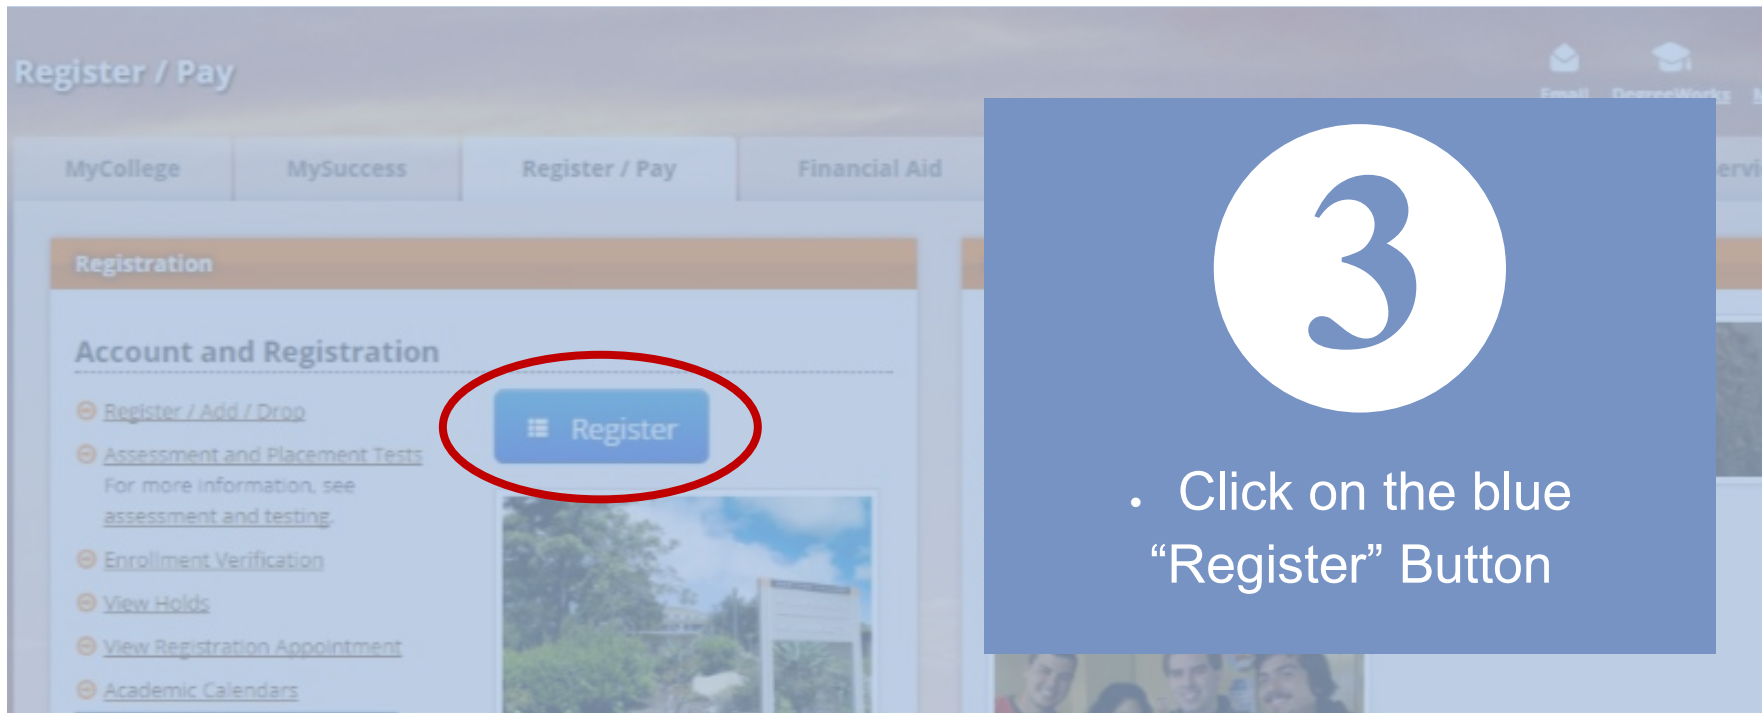 Register / Pay
Email DegreeWorks
MyCollege MySuccess Register / Pay Financial Aid
Registration
Account and Registration
Register / Add / Drop
Register
Assessment and Placement Tests
For more information, see
assessment and testing.
Enrollment Verification
View Holds
View Registration Appointment
Academic Calendars
3
. Click on the blue
“Register” Button